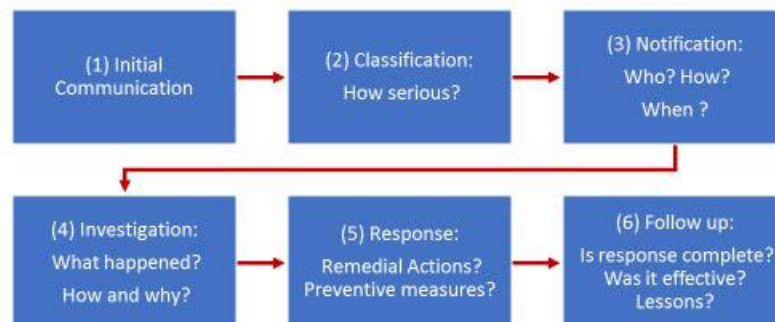 (1) Initial
Communication
(2) Classification:
How serious?
(3) Notification:
Who? How?
When ?
(4) Investigation:
What happened?
How and why?
(5) Response:
Remedial Actions?
Preventive measures?
(6) Follow up:
Is response complete?
Was it effective?
Lessons?